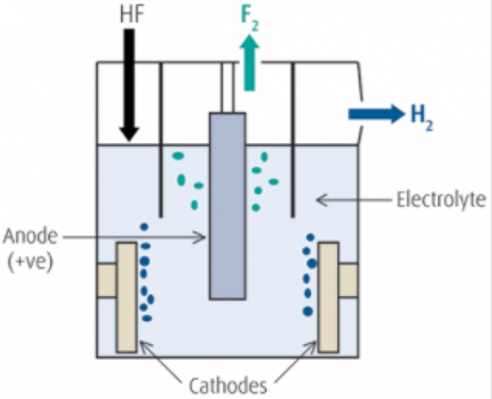 HF
F₂
H₂
Electrolyte
Anode
(+ve)
Cathodes